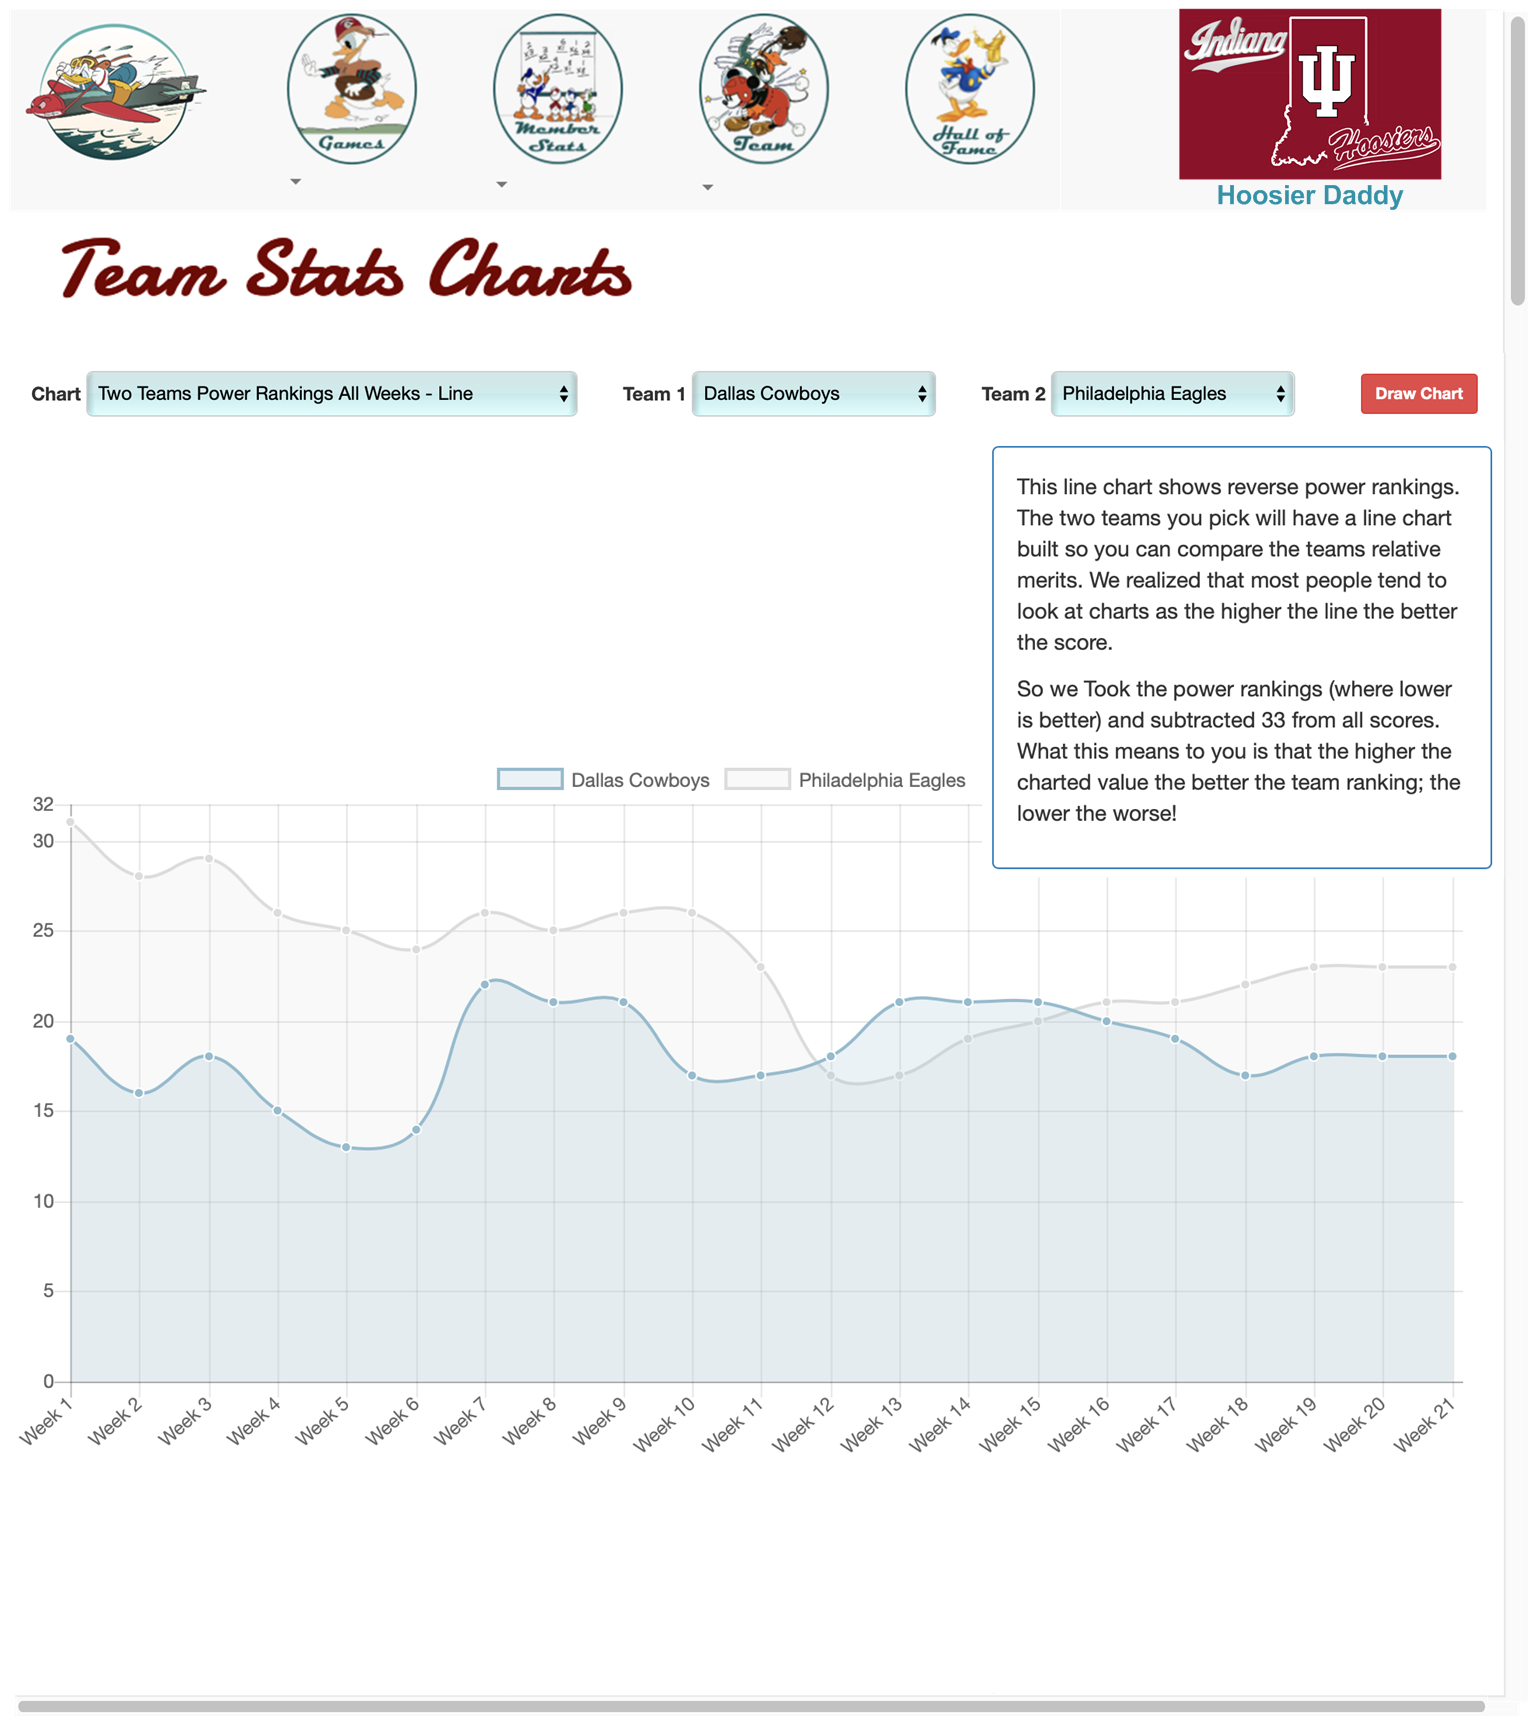 Games
Member
Stats
Team
Hall of
Fame
Indiana
Hoosiers
Hoosier Daddy
Team Stats Charts
Chart Two Teams Power Rankings All Weeks - Line Team 1 Dallas Cowboys Team 2 Philadelphia Eagles Draw Chart
This line chart shows reverse power rankings.
The two teams you pick will have a line chart
built so you can compare the teams relative
merits. We realized that most people tend to
look at charts as the higher the line the better
the score.
So we Took the power rankings (where lower
is better) and subtracted 33 from all scores.
What this means to you is that the higher the
charted value the better the team ranking; the
lower the worse!
Dallas Cowboys Philadelphia Eagles
32
30
25
20
15
10
5
0
Week 1 Week 2 Week 3 Week 4 Week 5 Week 6 Week 7 Week 8 Week 9 Week 10 Week 11 Week 12 Week 13 Week 14 Week 15 Week 16 Week 17 Week 18 Week 19 Week 20 Week 21